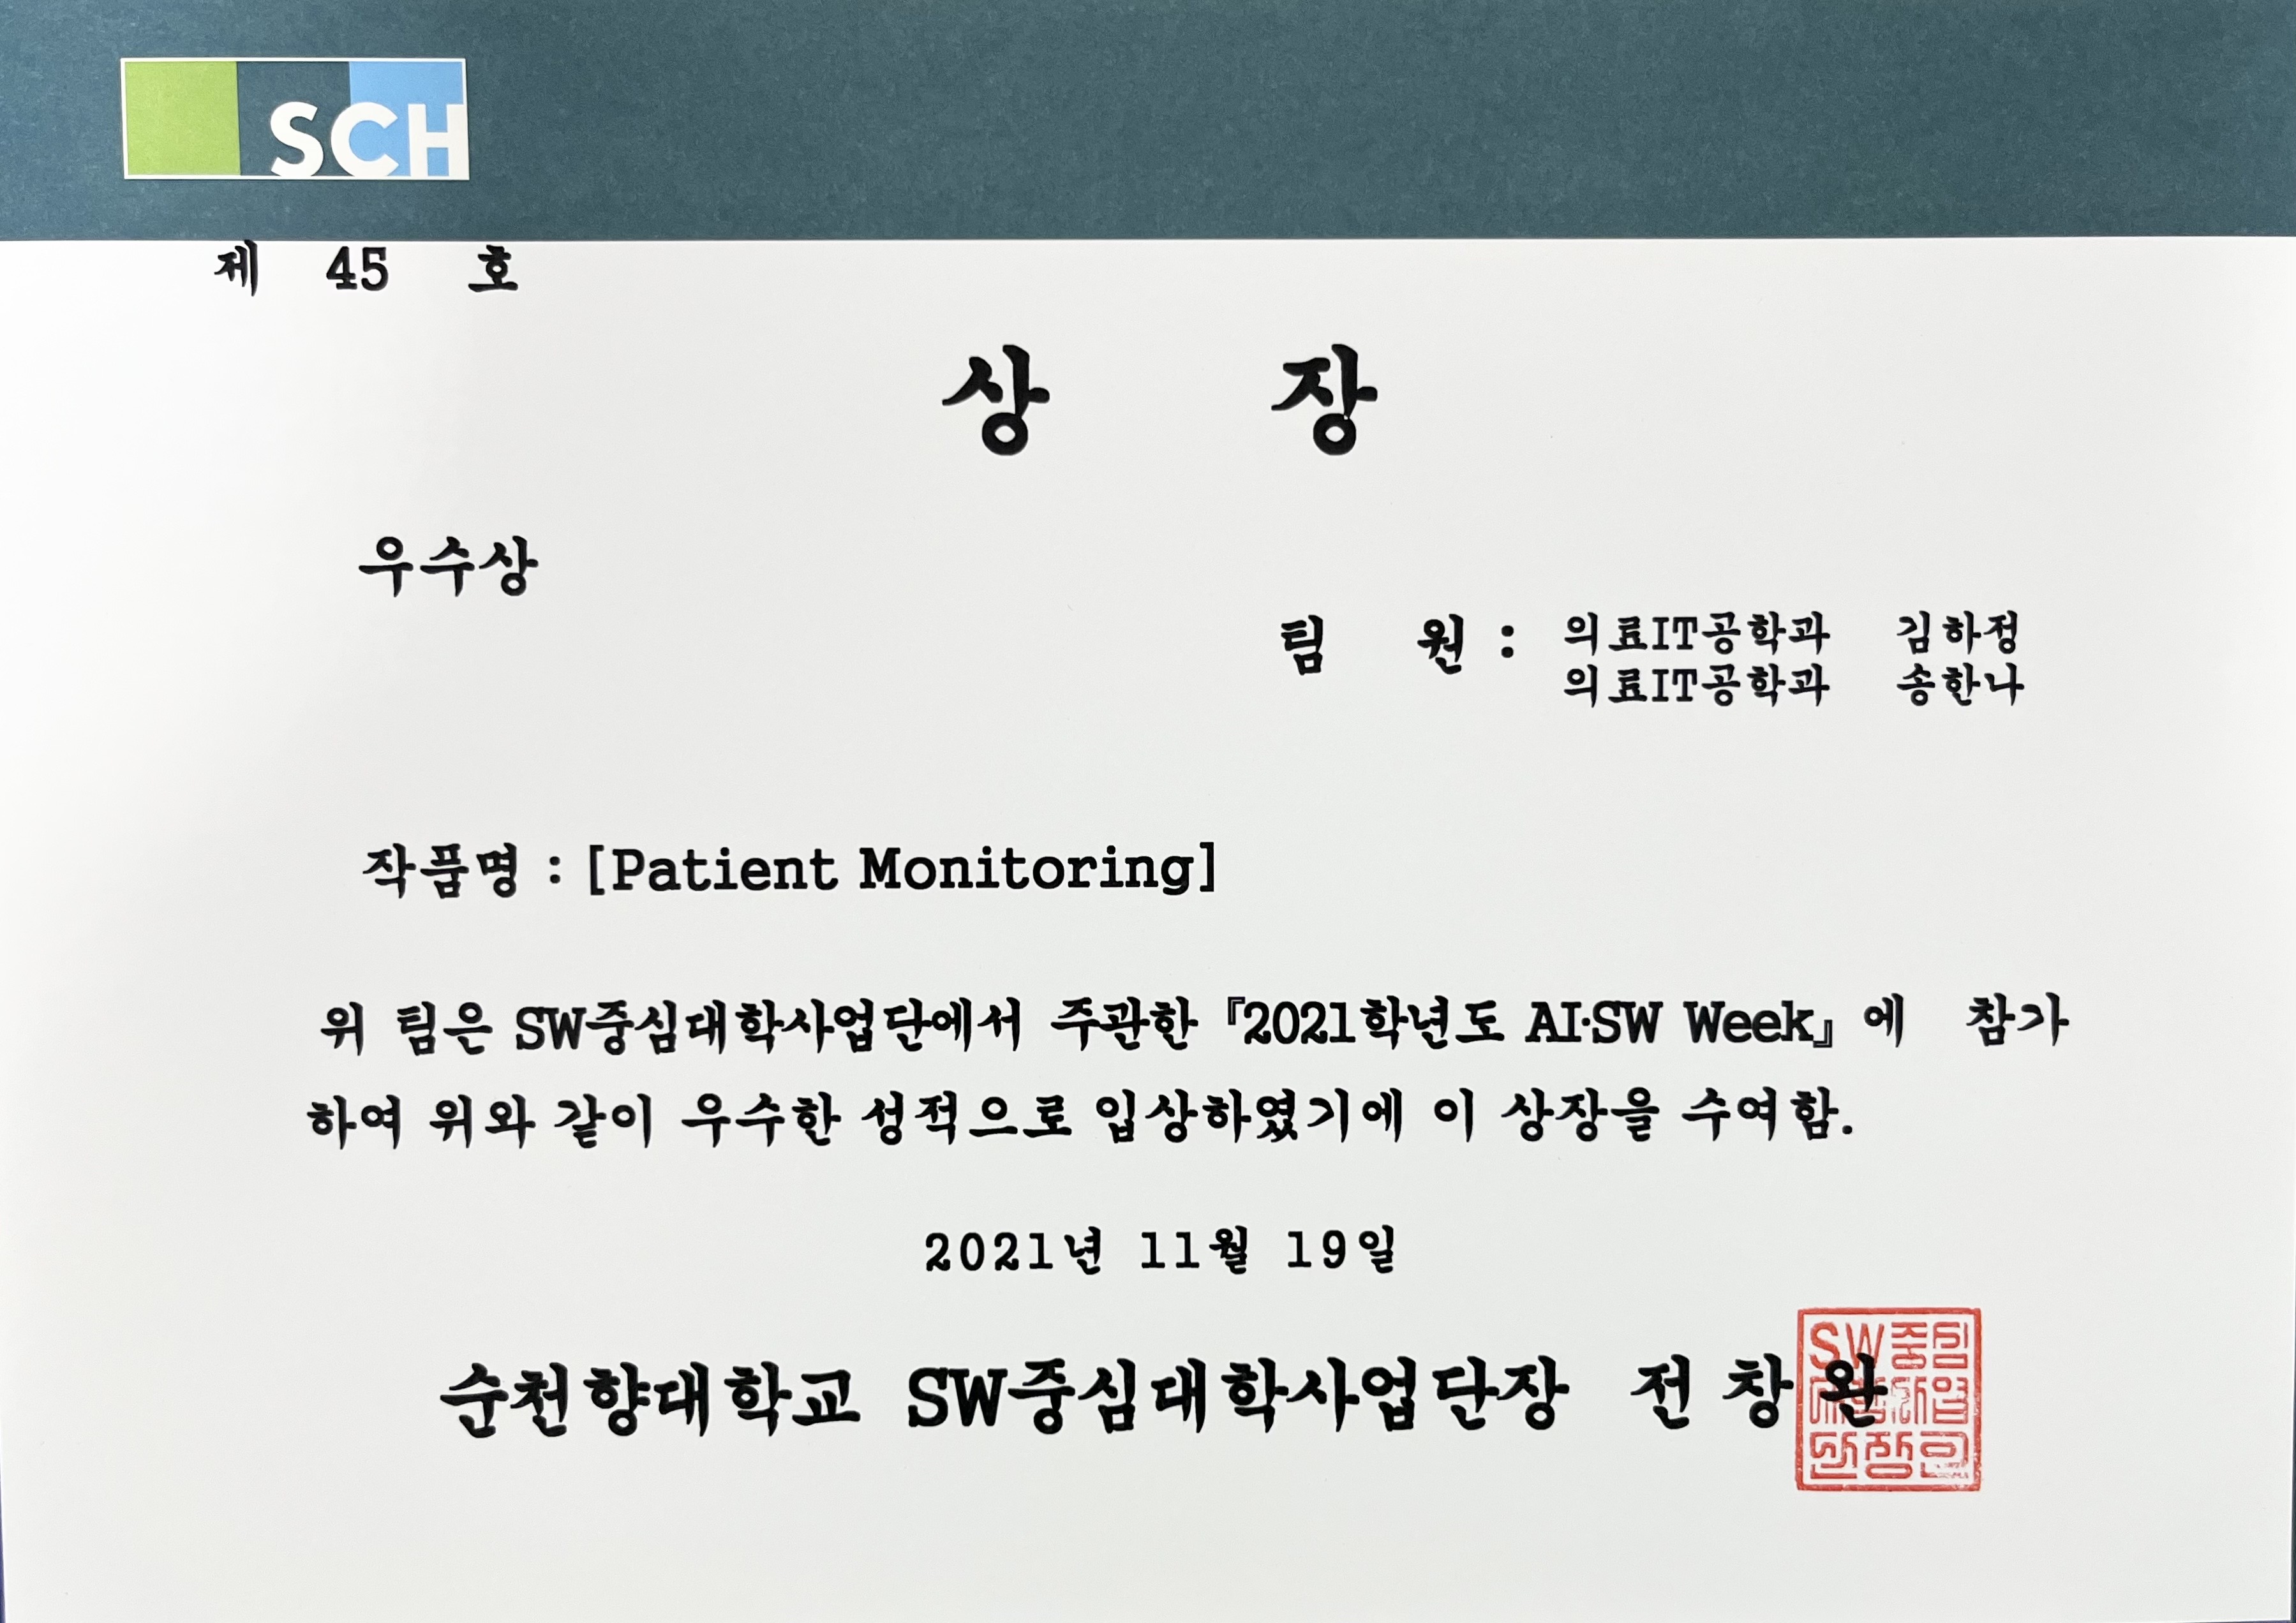 SCH
제 45 호
상 장
우수상
팀 원 : 의료IT공학과 김하정
의료IT공학과 송한나
작품명 : [Patient Monitoring]
위 팀은 SW중심대학사업단에서 주관한 『2021학년도 AI·SW Week』 에 참가
하여 위와 같이 우수한 성적으로 입상하였기에 이 상장을 수여함.
2021년 11월 19일
순천향대학교 SW중심대학사업단장 전 창 완
SW중심
대학사업
단장인